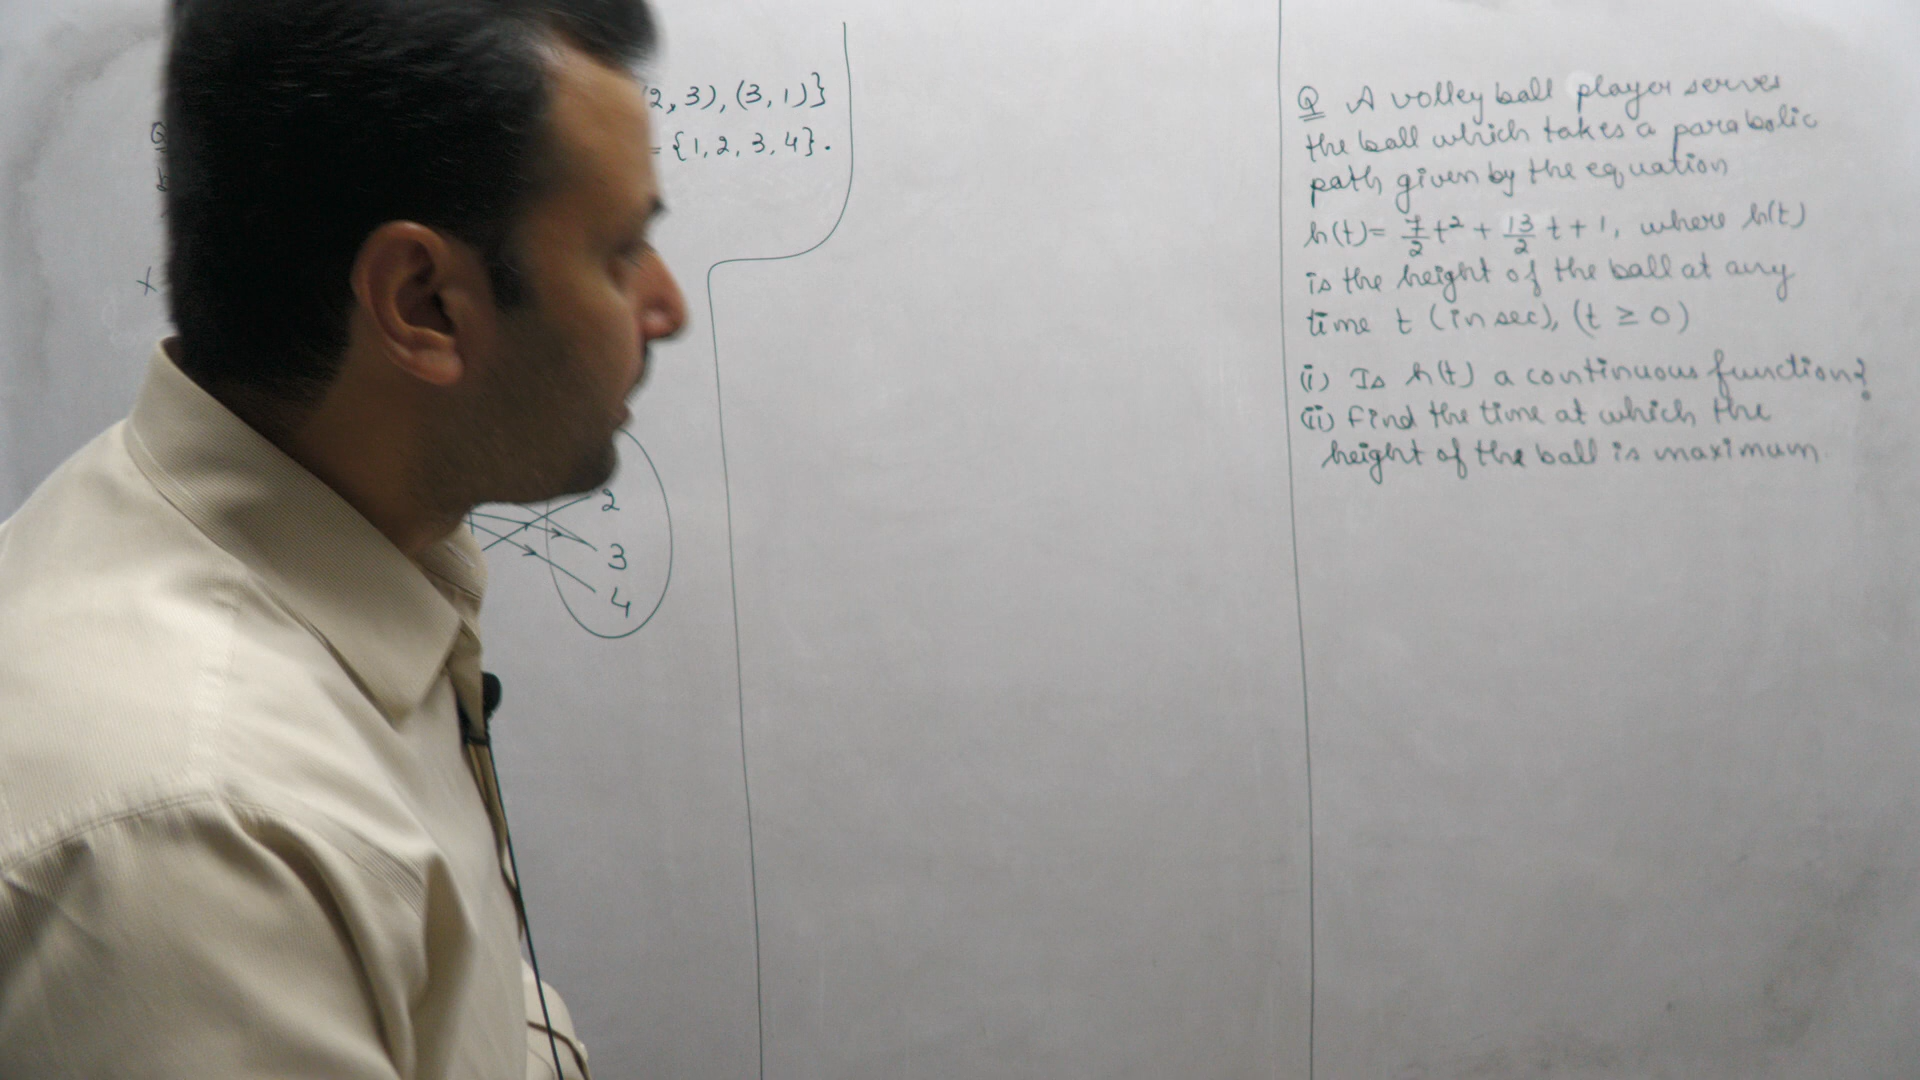 2, 3), (3, 1)}
= {1, 2, 3, 4}.
Q
X
2
3
4
Q A volley ball player serves
the ball which takes a parabolic
path given by the equation
h(t)= 7/2 t² + 13/2 t + 1, where h(t)
is the height of the ball at any
time t (in sec), (t ≥ 0)
(i) Is h(t) a continuous function?
(ii) Find the time at which the
height of the ball is maximum.